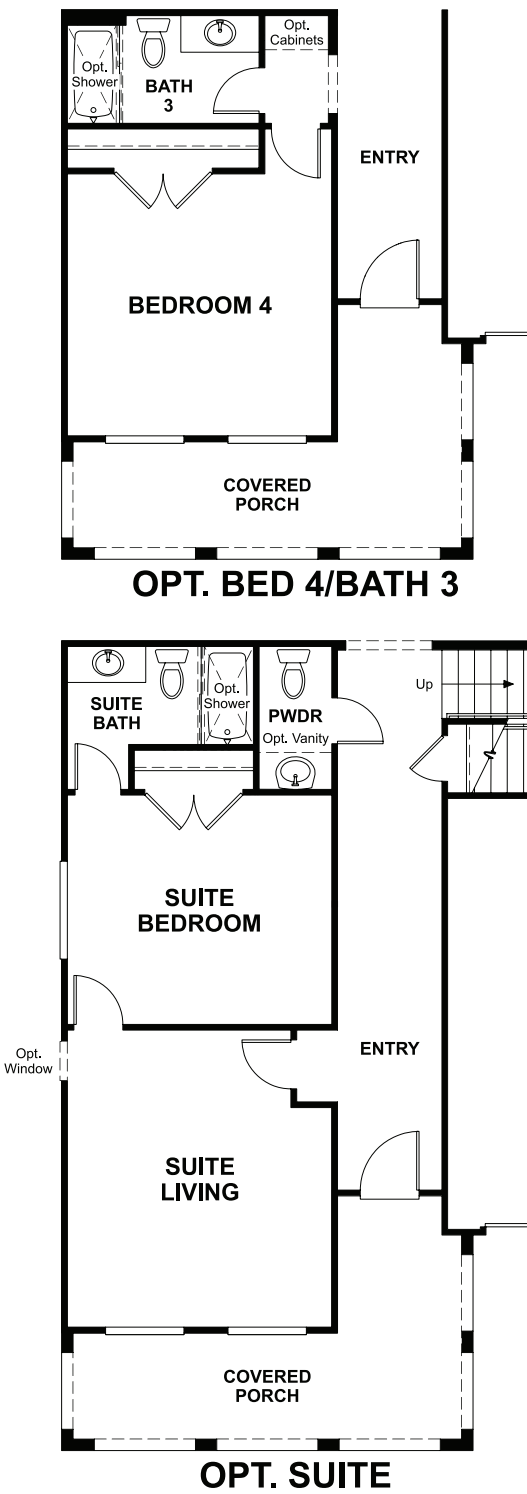 Opt.
Cabinets
Opt.
Shower
BATH
3
ENTRY
BEDROOM 4
COVERED
PORCH
OPT. BED 4/BATH 3
SUITE
BATH
Opt.
Shower
PWDR
Opt. Vanity
Up
SUITE
BEDROOM
Opt.
Window
ENTRY
SUITE
LIVING
COVERED
PORCH
OPT. SUITE